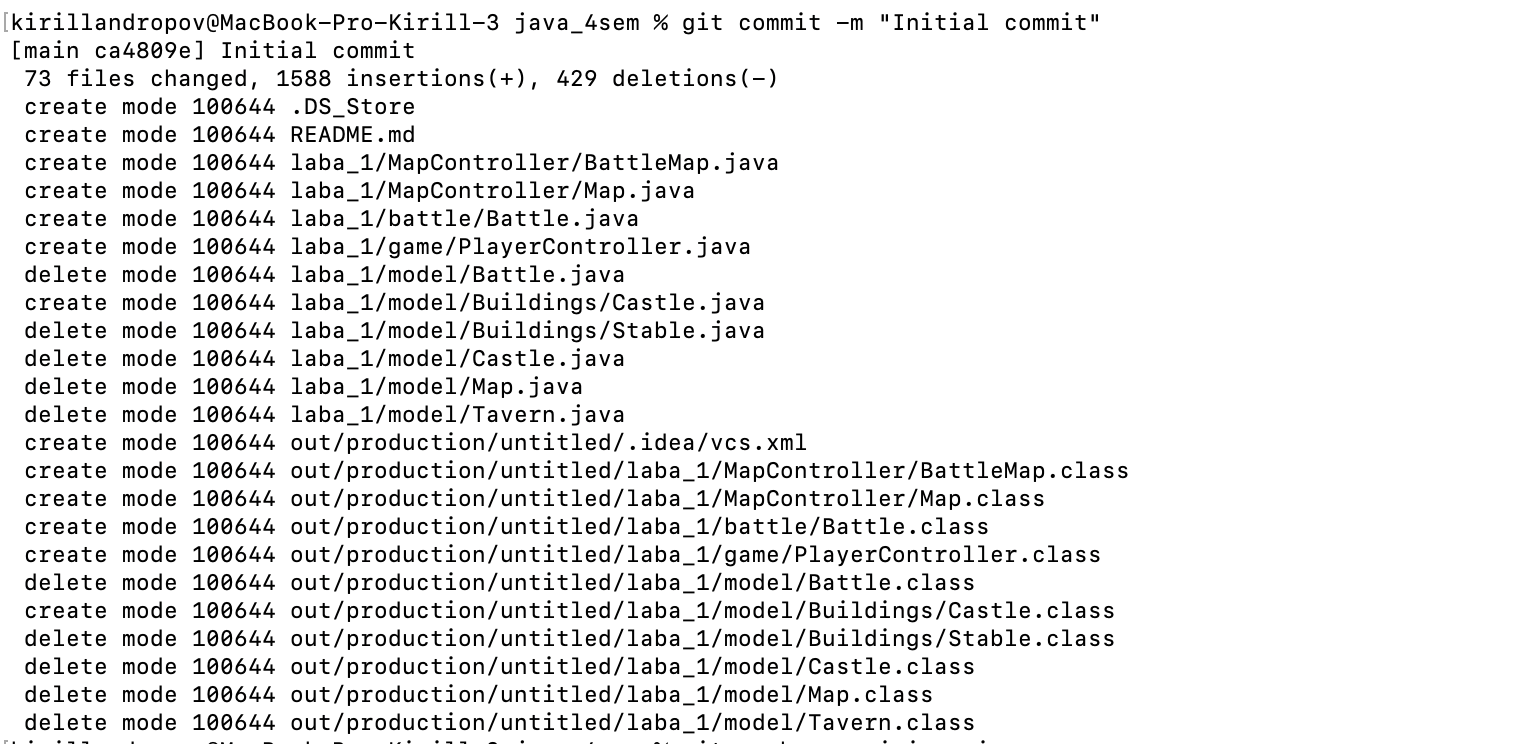 [kirillandropov@MacBook-Pro-Kirill-3 java_4sem % git commit -m "Initial commit"
[main ca4809e] Initial commit
73 files changed, 1588 insertions(+), 429 deletions(-)
create mode 100644 .DS_Store
create mode 100644 README.md
create mode 100644 laba_1/MapController/BattleMap.java
create mode 100644 laba_1/MapController/Map.java
create mode 100644 laba_1/battle/Battle.java
create mode 100644 laba_1/game/PlayerController.java
delete mode 100644 laba_1/model/Battle.java
create mode 100644 laba_1/model/Buildings/Castle.java
delete mode 100644 laba_1/model/Buildings/Stable.java
delete mode 100644 laba_1/model/Castle.java
delete mode 100644 laba_1/model/Map.java
delete mode 100644 laba_1/model/Tavern.java
create mode 100644 out/production/untitled/.idea/vcs.xml
create mode 100644 out/production/untitled/laba_1/MapController/BattleMap.class
create mode 100644 out/production/untitled/laba_1/MapController/Map.class
create mode 100644 out/production/untitled/laba_1/battle/Battle.class
create mode 100644 out/production/untitled/laba_1/game/PlayerController.class
delete mode 100644 out/production/untitled/laba_1/model/Battle.class
create mode 100644 out/production/untitled/laba_1/model/Buildings/Castle.class
delete mode 100644 out/production/untitled/laba_1/model/Buildings/Stable.class
delete mode 100644 out/production/untitled/laba_1/model/Castle.class
delete mode 100644 out/production/untitled/laba_1/model/Map.class
delete mode 100644 out/production/untitled/laba_1/model/Tavern.class